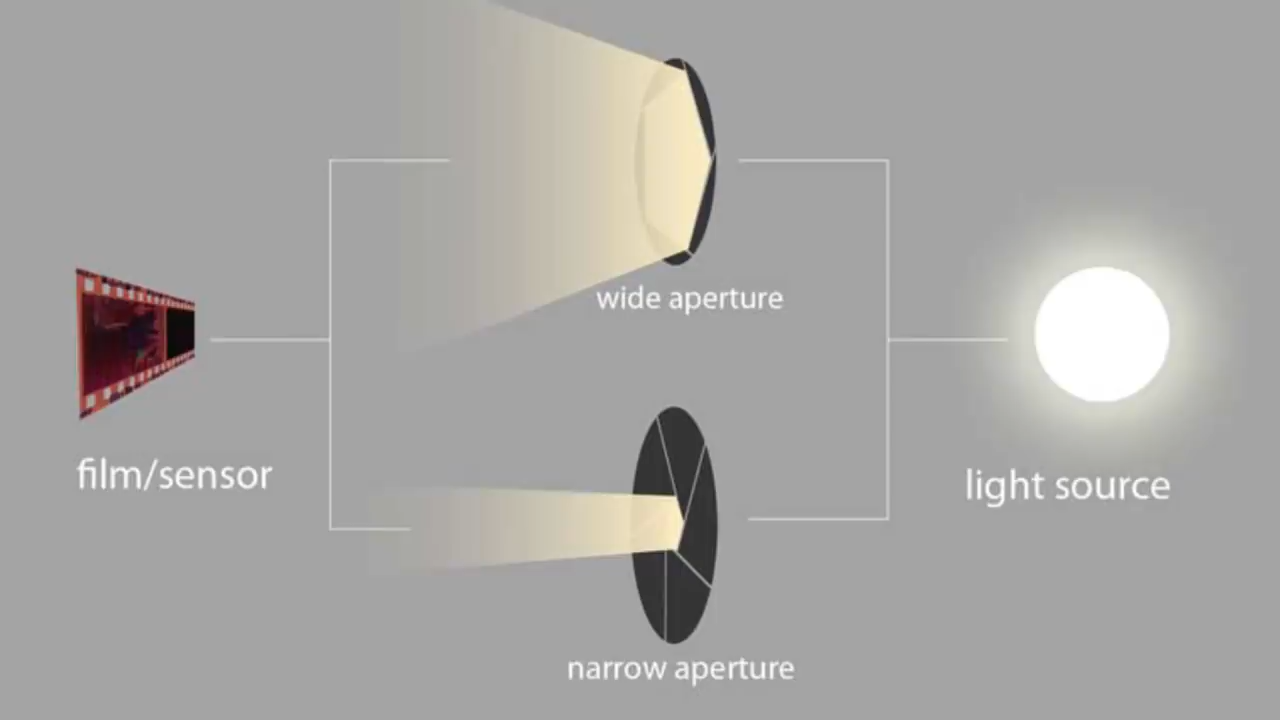 wide aperture
film/sensor
light source
narrow aperture